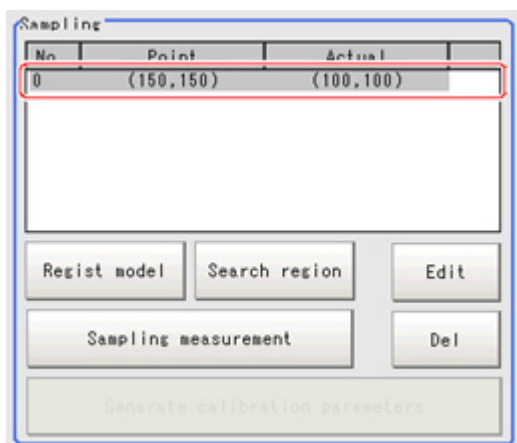 Sampling
No Point Actual
0 (150,150) (100,100)
Regist model Search region Edit
Sampling measurement Del
Genarate calibration parameters